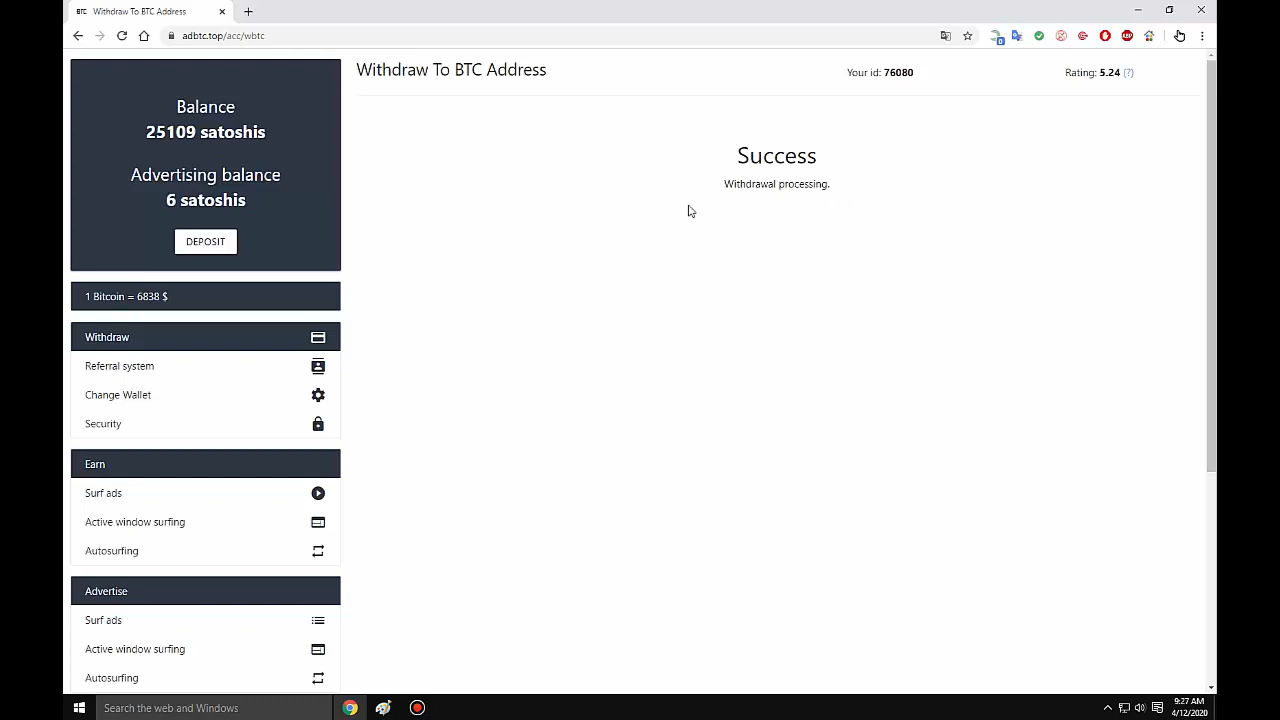 BTC Withdraw To BTC Address
adbtc.top/acc/wbtc
Balance
25109 satoshis
Advertising balance
6 satoshis
DEPOSIT
1 Bitcoin = 6838 $
Withdraw
Referral system
Change Wallet
Security
Earn
Surf ads
Active window surfing
Autosurfing
Advertise
Surf ads
Active window surfing
Autosurfing
Withdraw To BTC Address
Your id: 76080
Rating: 5.24 (?)
Success
Withdrawal processing.
Search the web and Windows
9:27 AM
4/12/2020